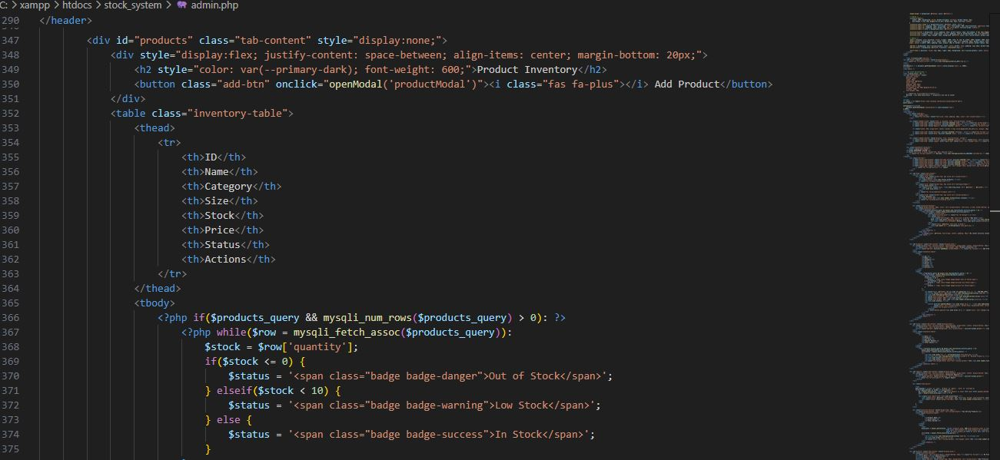 C: > xampp > htdocs > stock_system > admin.php
290 </header>
347 <div id="products" class="tab-content" style="display:none;">
348 <div style="display:flex; justify-content: space-between; align-items: center; margin-bottom: 20px;">
349 <h2 style="color: var(--primary-dark); font-weight: 600;">Product Inventory</h2>
350 <button class="add-btn" onclick="openModal('productModal')"><i class="fas fa-plus"></i> Add Product</button>
351 </div>
352 <table class="inventory-table">
353 <thead>
354 <tr>
355 <th>ID</th>
356 <th>Name</th>
357 <th>Category</th>
358 <th>Size</th>
359 <th>Stock</th>
360 <th>Price</th>
361 <th>Status</th>
362 <th>Actions</th>
363 </tr>
364 </thead>
365 <tbody>
366 <?php if($products_query && mysqli_num_rows($products_query) > 0): ?>
367 <?php while($row = mysqli_fetch_assoc($products_query)):
368 $stock = $row['quantity'];
369 if($stock <= 0) {
370 $status = '<span class="badge badge-danger">Out of Stock</span>';
371 } elseif($stock < 10) {
372 $status = '<span class="badge badge-warning">Low Stock</span>';
373 } else {
374 $status = '<span class="badge badge-success">In Stock</span>';
375 }